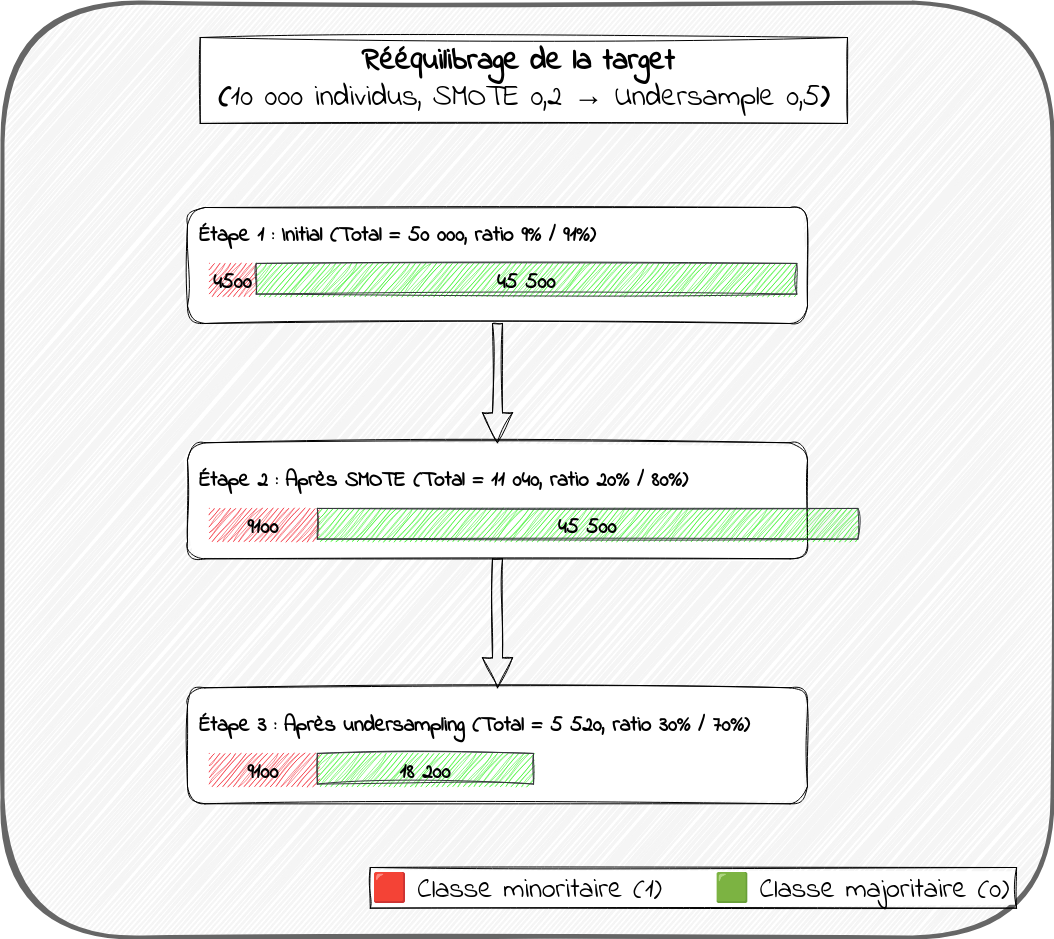 Rééquilibrage de la target
(10 000 individus, SMOTE 0,2 → undersample 0,5)
Étape 1 : Initial (Total = 50 000, ratio 9% / 91%)
4500 45 500
Étape 2 : Après SMOTE (Total = 11 040, ratio 20% / 80%)
9100 45 500
Étape 3 : Après undersampling (Total = 5 520, ratio 30% / 70%)
9100 18 200
Classe minoritaire (1) Classe majoritaire (0)